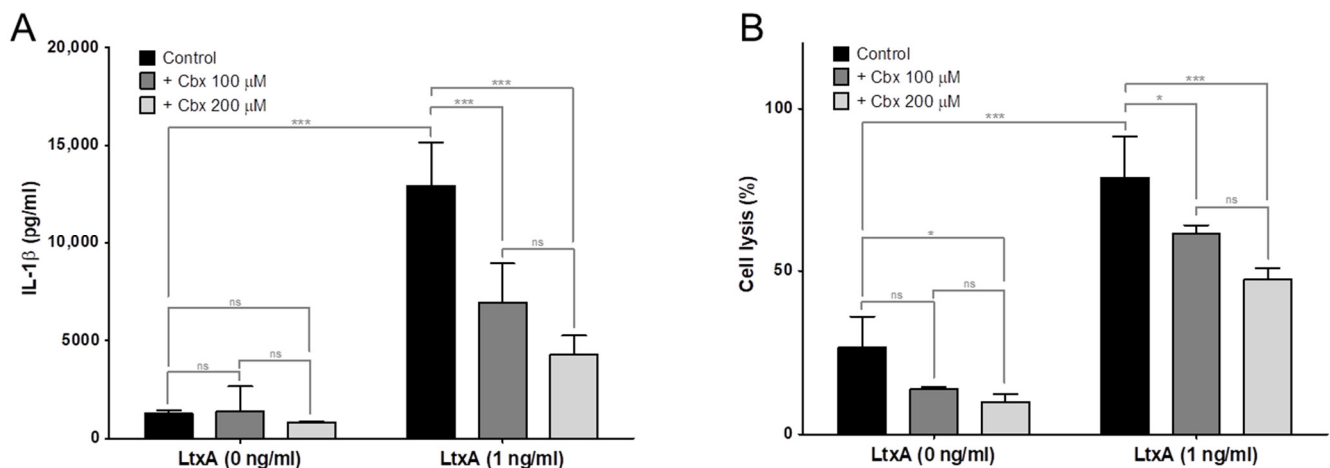 A
20,000
15,000
10,000
5000
0
IL-1β (pg/ml)
Control
+ Cbx 100 μM
+ Cbx 200 μM
***
***
***
ns
ns
ns
ns
LtxA (0 ng/ml)
LtxA (1 ng/ml)
B
100
50
0
Cell lysis (%)
Control
+ Cbx 100 μM
+ Cbx 200 μM
***
*
***
ns
*
ns
ns
LtxA (0 ng/ml)
LtxA (1 ng/ml)